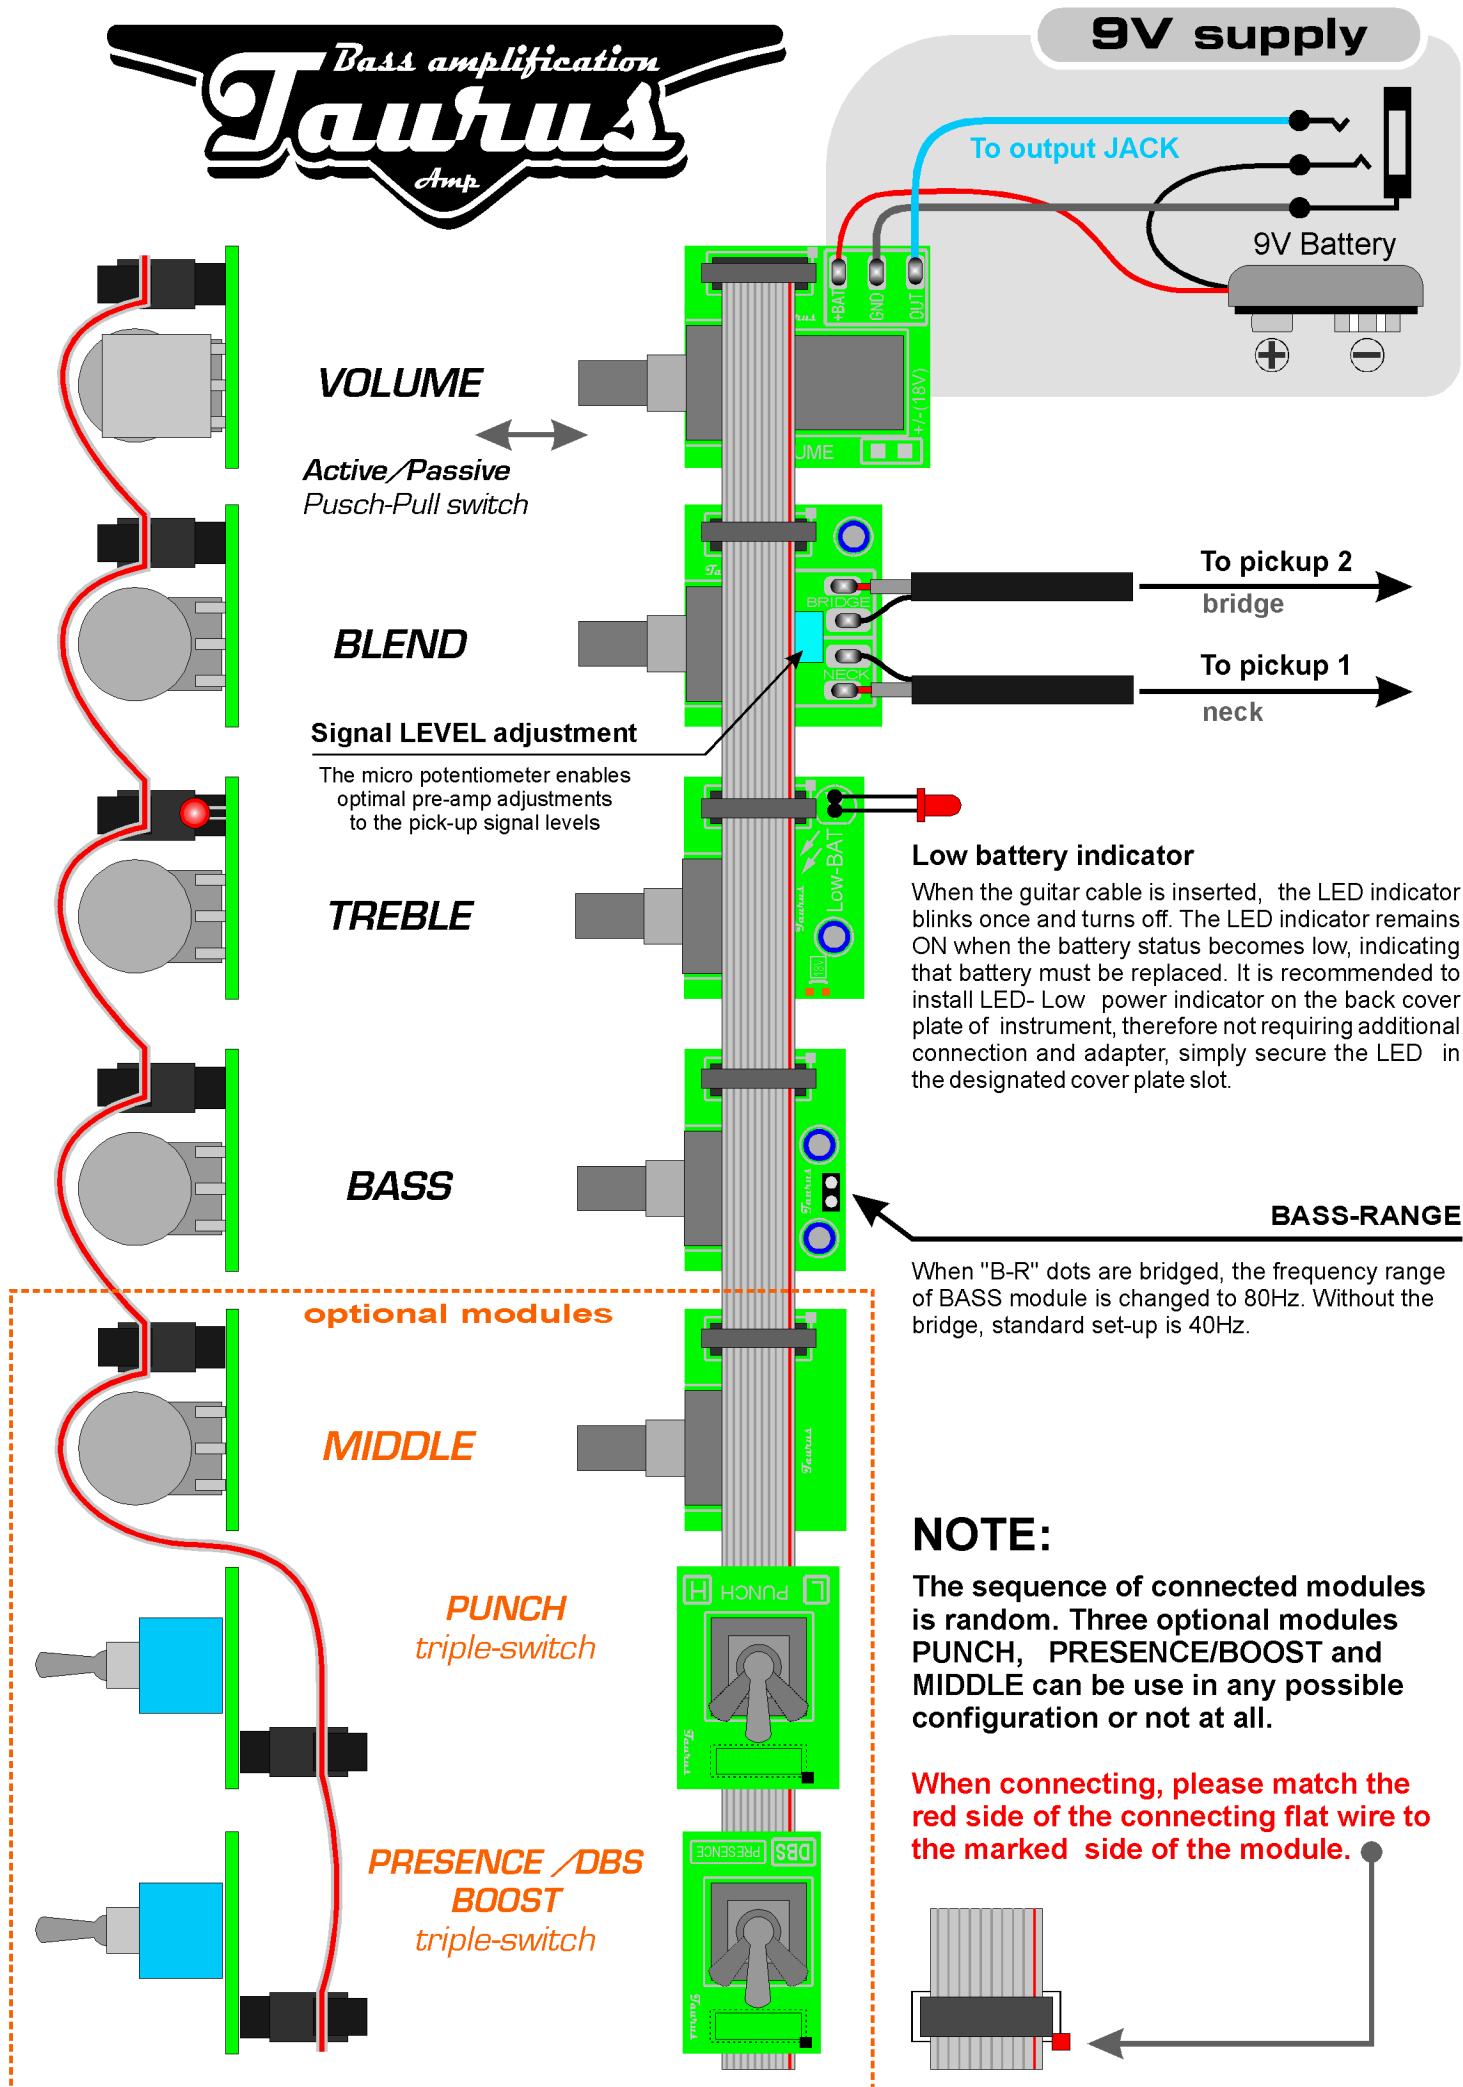 Bass amplification
Taurus
Amp
9V supply
To output JACK
9V Battery
+BAT
GND
OUT
+/-(18V)
UME
VOLUME
Active/Passive
Pusch-Pull switch
BLEND
BRIDGE
NECK
To pickup 2
bridge
To pickup 1
neck
Signal LEVEL adjustment
The micro potentiometer enables
optimal pre-amp adjustments
to the pick-up signal levels
TREBLE
Low-BAT
Taurus
18V
Low battery indicator
When the guitar cable is inserted, the LED indicator
blinks once and turns off. The LED indicator remains
ON when the battery status becomes low, indicating
that battery must be replaced. It is recommended to
install LED- Low power indicator on the back cover
plate of instrument, therefore not requiring additional
connection and adapter, simply secure the LED in
the designated cover plate slot.
BASS
Taurus
BASS-RANGE
When "B-R" dots are bridged, the frequency range
of BASS module is changed to 80Hz. Without the
bridge, standard set-up is 40Hz.
optional modules
MIDDLE
Taurus
PUNCH
triple-switch
H PUNCH L
Taurus
PRESENCE /DBS
BOOST
triple-switch
PRESENCE DBS
Taurus
NOTE:
The sequence of connected modules
is random. Three optional modules
PUNCH, PRESENCE/BOOST and
MIDDLE can be use in any possible
configuration or not at all.
When connecting, please match the
red side of the connecting flat wire to
the marked side of the module.